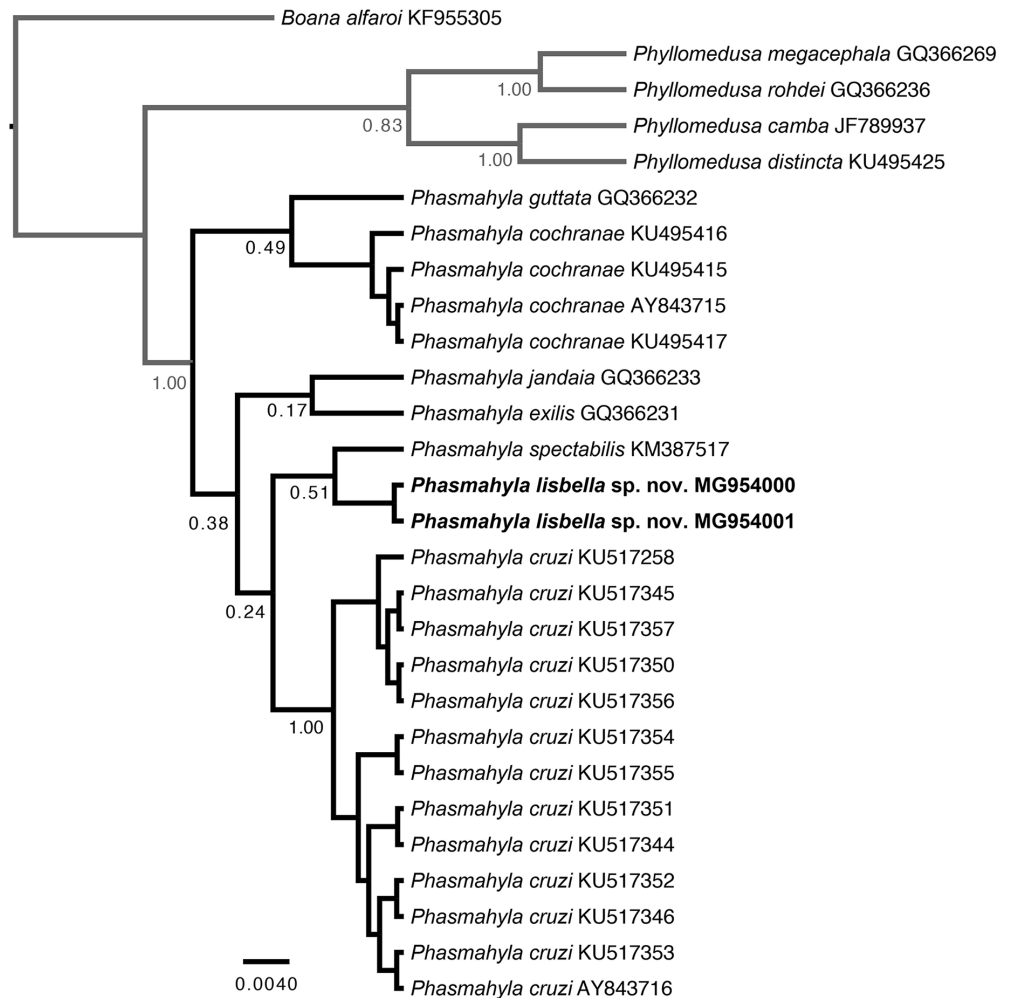 Boana alfaroi KF955305
Phyllomedusa megacephala GQ366269
1.00
Phyllomedusa rohdei GQ366236
0.83
Phyllomedusa camba JF789937
1.00
Phyllomedusa distincta KU495425
Phasmahyla guttata GQ366232
0.49
Phasmahyla cochranae KU495416
Phasmahyla cochranae KU495415
Phasmahyla cochranae AY843715
Phasmahyla cochranae KU495417
1.00
Phasmahyla jandaia GQ366233
0.17
Phasmahyla exilis GQ366231
Phasmahyla spectabilis KM387517
0.51
Phasmahyla lisbella sp. nov. MG954000
Phasmahyla lisbella sp. nov. MG954001
0.38
Phasmahyla cruzi KU517258
Phasmahyla cruzi KU517345
0.24
Phasmahyla cruzi KU517357
Phasmahyla cruzi KU517350
Phasmahyla cruzi KU517356
1.00
Phasmahyla cruzi KU517354
Phasmahyla cruzi KU517355
Phasmahyla cruzi KU517351
Phasmahyla cruzi KU517344
Phasmahyla cruzi KU517352
Phasmahyla cruzi KU517346
Phasmahyla cruzi KU517353
0.0040
Phasmahyla cruzi AY843716